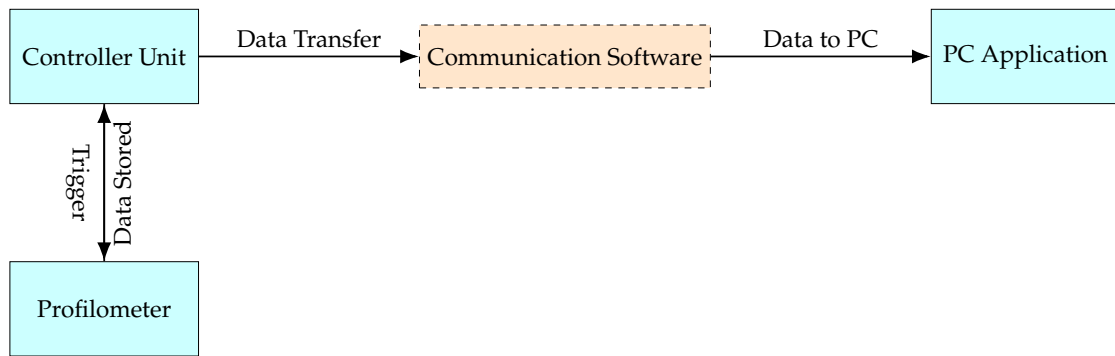 Controller Unit
Data Transfer
Communication Software
Data to PC
PC Application
Trigger
Data Stored
Profilometer